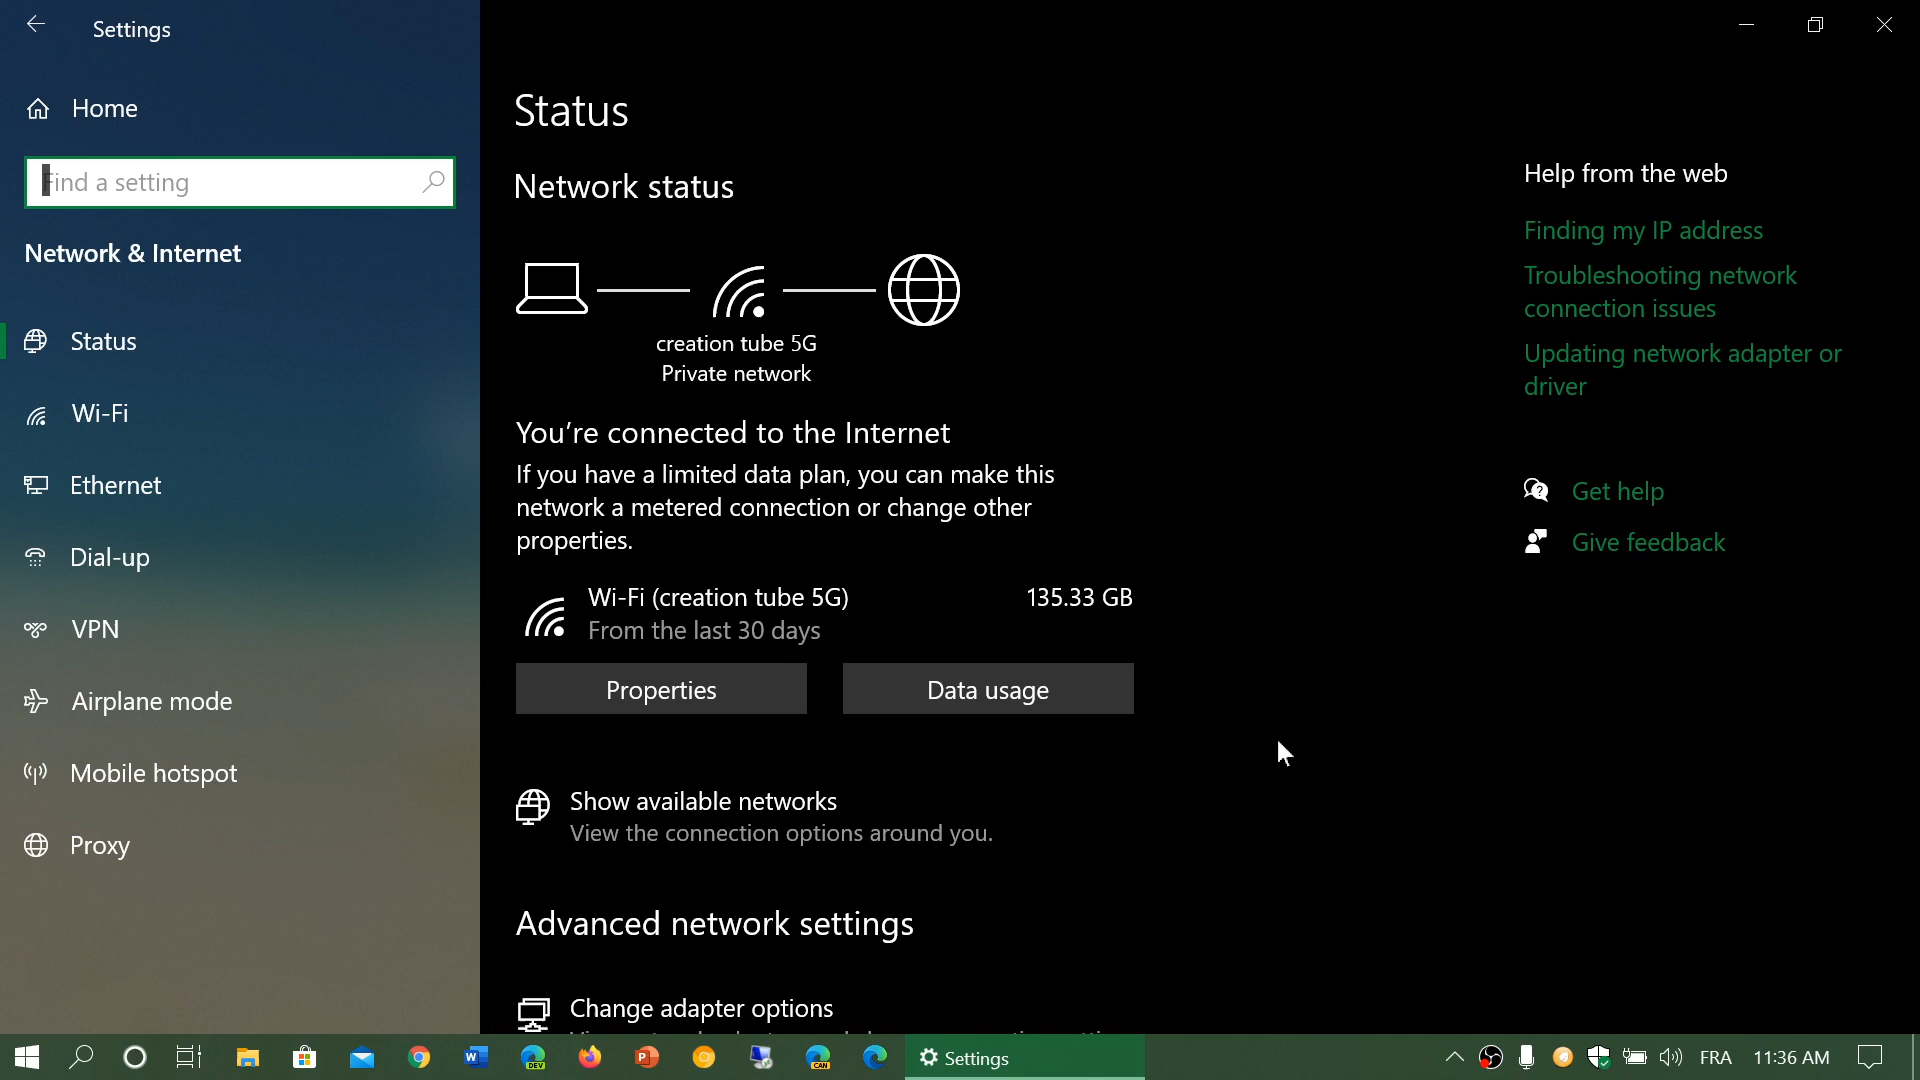 Settings
Home
Find a setting
Network & Internet
Status
Wi-Fi
Ethernet
Dial-up
VPN
Airplane mode
Mobile hotspot
Proxy
Status
Network status
creation tube 5G
Private network
You're connected to the Internet
If you have a limited data plan, you can make this
network a metered connection or change other
properties.
Wi-Fi (creation tube 5G)
135.33 GB
From the last 30 days
Properties
Data usage
Show available networks
View the connection options around you.
Advanced network settings
Change adapter options
Help from the web
Finding my IP address
Troubleshooting network
connection issues
Updating network adapter or
driver
Get help
Give feedback
W
DEV
P
CAN
Settings
FRA
11:36 AM